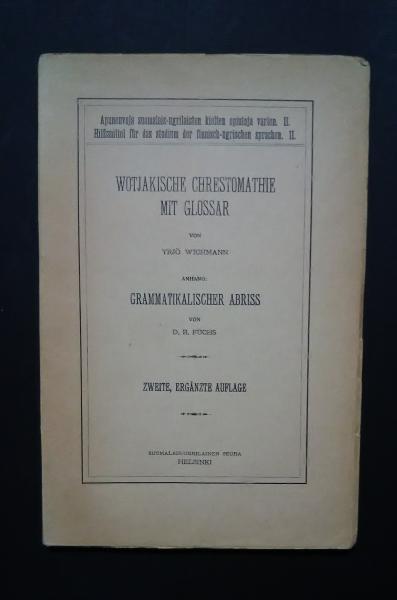 Apuneuvoja suomalais-ugrilaisten kielten opintoja varten. II.
Hilfsmittel für das studium der finnisch-ugrischen sprachen. II.
WOTJAKISCHE CHRESTOMATHIE
MIT GLOSSAR
VON
YRJÖ WICHMANN
ANHANG:
GRAMMATIKALISCHER ABRISS
VON
D. R. FUCHS
ZWEITE, ERGÄNZTE AUFLAGE
SUOMALAIS-UGRILAINEN SEURA
HELSINKI